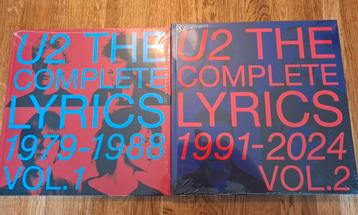 U2 THE
COMPLETE
LYRICS
1979-1988
VOL.1
U2 THE
COMPLETE
LYRICS
1991-2024
VOL.2